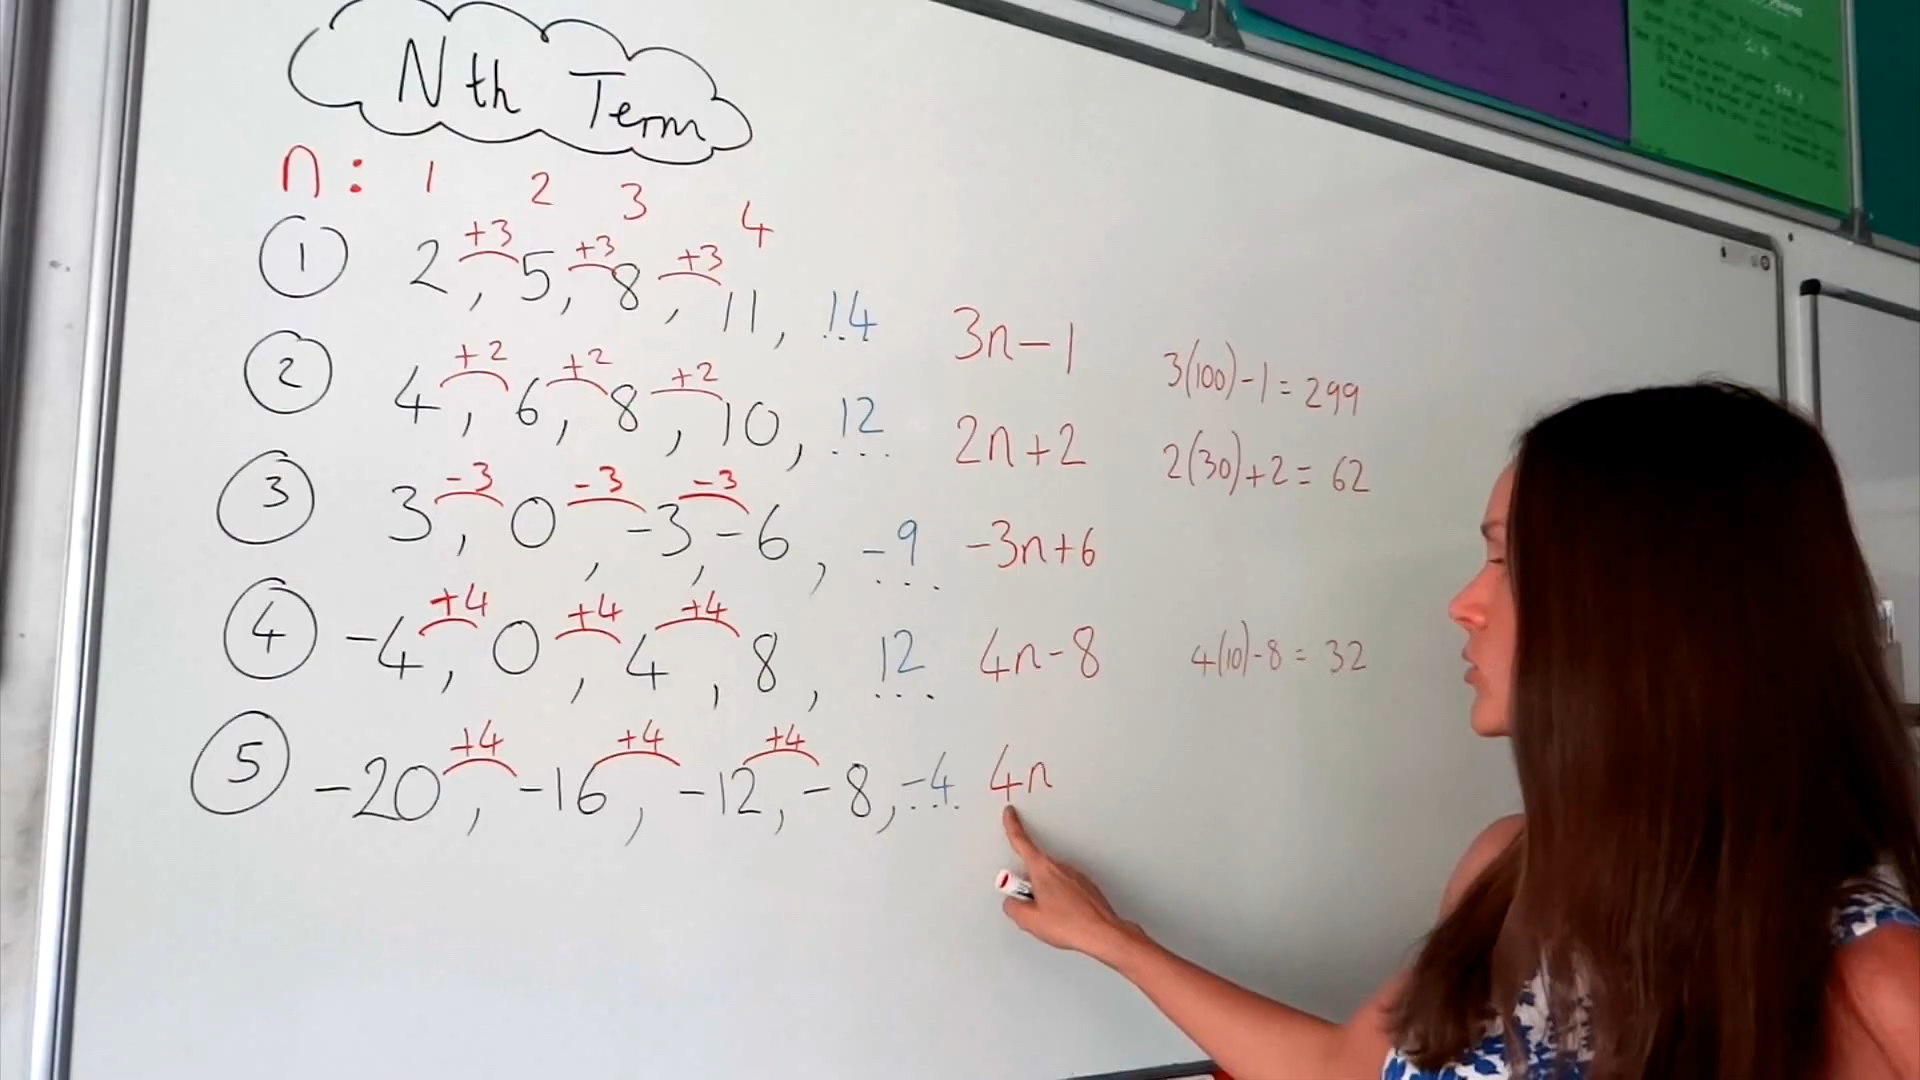 Nth Term
n: 1 2 3 4
+3 +3 +3
1 2, 5, 8, 11, 14 3n-1 3(100)-1=299
+2 +2 +2
2 4, 6, 8, 10, 12... 2n+2 2(30)+2=62
-3 -3 -3
3 3, 0, -3, -6, -9... -3n+6
+4 +4 +4
4 -4, 0, 4, 8, 12... 4n-8 4(10)-8=32
+4 +4 +4
5 -20, -16, -12, -8, -4... 4n